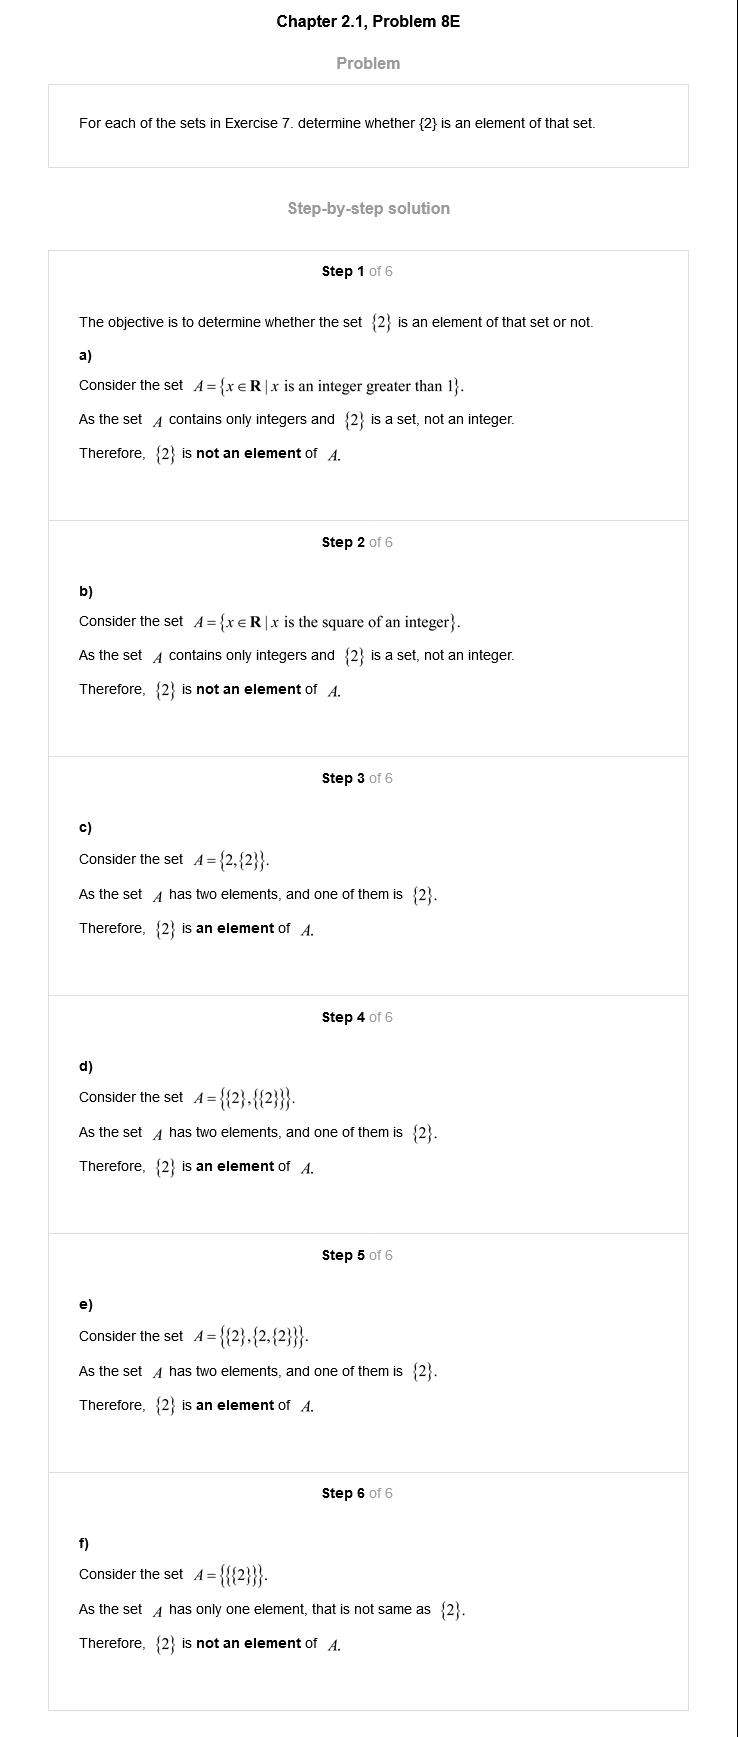 Chapter 2.1, Problem 8E
Problem
For each of the sets in Exercise 7. determine whether {2} is an element of that set.
Step-by-step solution
Step 1 of 6
The objective is to determine whether the set {2} is an element of that set or not.
a)
Consider the set A = {x ∈ R | x is an integer greater than 1}.
As the set A contains only integers and {2} is a set, not an integer.
Therefore, {2} is not an element of A.
Step 2 of 6
b)
Consider the set A = {x ∈ R | x is the square of an integer}.
As the set A contains only integers and {2} is a set, not an integer.
Therefore, {2} is not an element of A.
Step 3 of 6
c)
Consider the set A = {2,{2}}.
As the set A has two elements, and one of them is {2}.
Therefore, {2} is an element of A.
Step 4 of 6
d)
Consider the set A = {{2},{{2}}}.
As the set A has two elements, and one of them is {2}.
Therefore, {2} is an element of A.
Step 5 of 6
e)
Consider the set A = {{2},{2,{2}}}.
As the set A has two elements, and one of them is {2}.
Therefore, {2} is an element of A.
Step 6 of 6
f)
Consider the set A = {{{2}}}.
As the set A has only one element, that is not same as {2}.
Therefore, {2} is not an element of A.